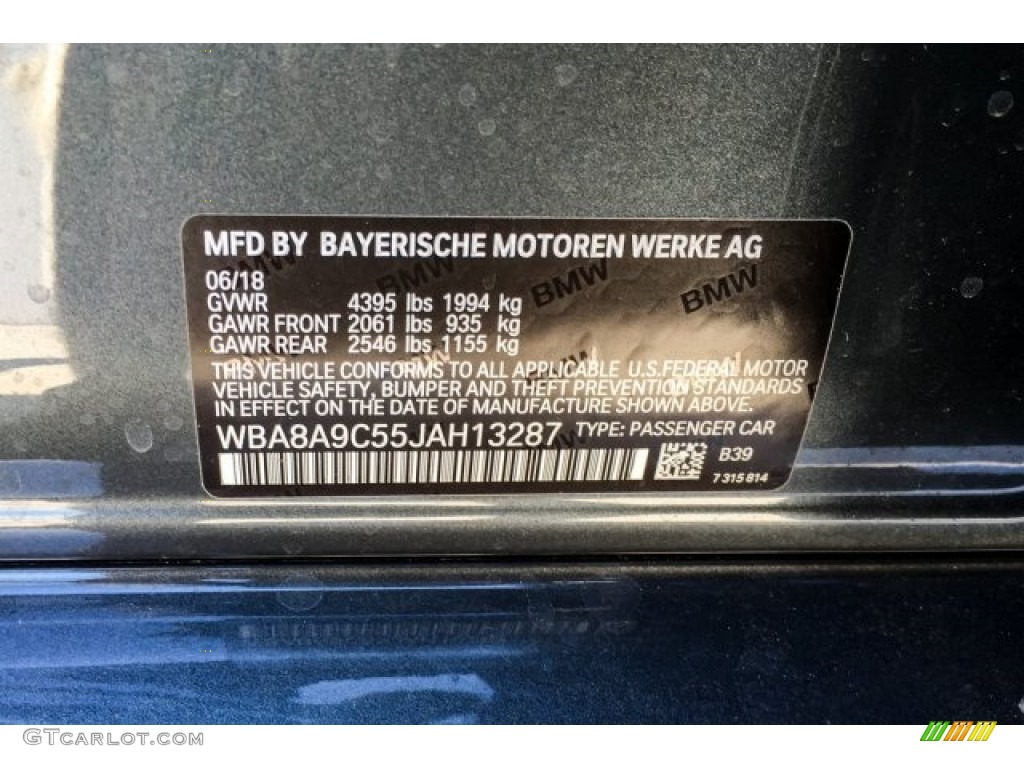 MFD BY BAYERISCHE MOTOREN WERKE AG
06/18
GVWR 4395 lbs 1994 kg
GAWR FRONT 2061 lbs 935 kg
GAWR REAR 2546 lbs 1155 kg
THIS VEHICLE CONFORMS TO ALL APPLICABLE U.S.FEDERAL MOTOR
VEHICLE SAFETY, BUMPER AND THEFT PREVENTION STANDARDS
IN EFFECT ON THE DATE OF MANUFACTURE SHOWN ABOVE.
WBA8A9C55JAH13287 TYPE: PASSENGER CAR
B39
7 315 814
BMW BMW BMW
BMW
GTCarLot.com